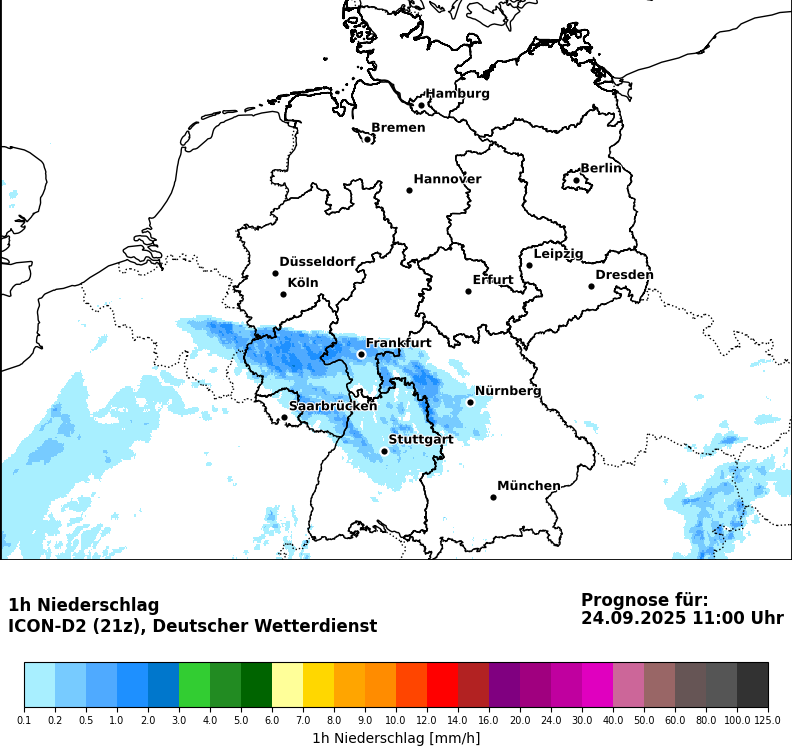 Hamburg
Bremen
Berlin
Hannover
Leipzig
Düsseldorf
Dresden
Erfurt
Köln
Frankfurt
Nürnberg
Saarbrücken
Stuttgart
München
1h Niederschlag
ICON-D2 (21z), Deutscher Wetterdienst
Prognose für:
24.09.2025 11:00 Uhr
0.1 0.2 0.5 1.0 2.0 3.0 4.0 5.0 6.0 7.0 8.0 9.0 10.0 12.0 14.0 16.0 20.0 24.0 30.0 40.0 50.0 60.0 80.0 100.0 125.0
1h Niederschlag [mm/h]